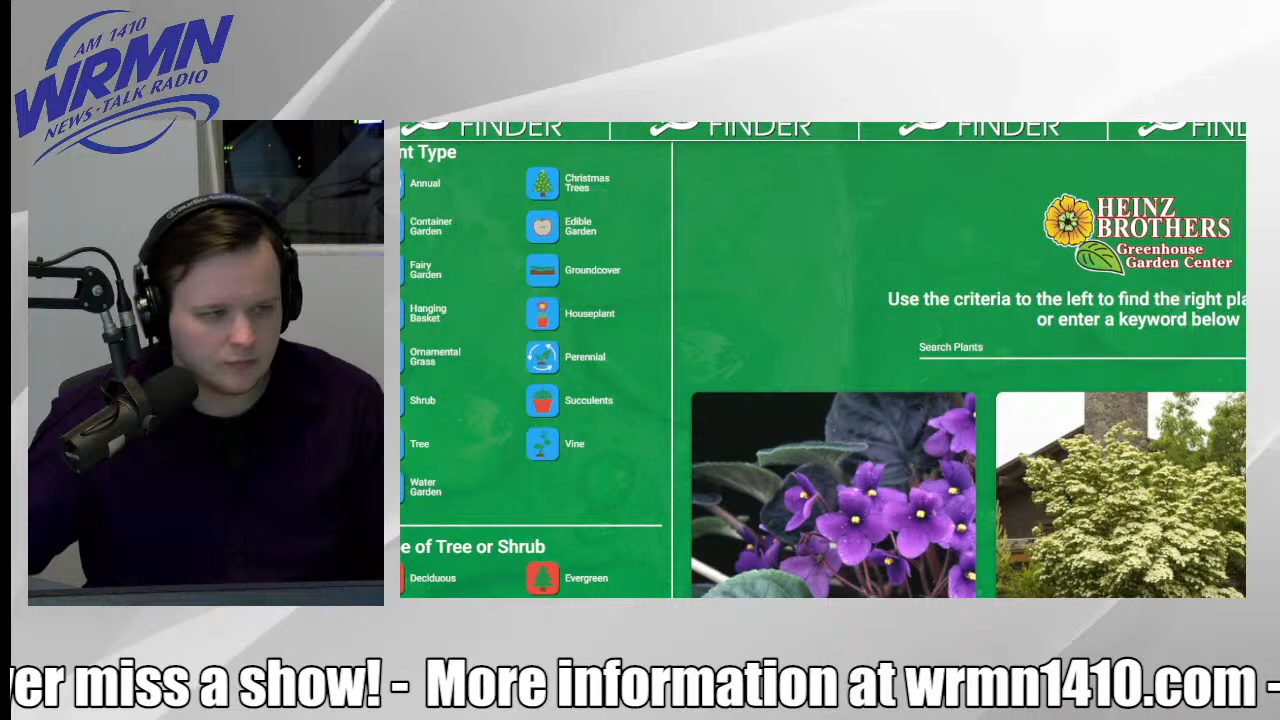 AM 1410
WRMN
NEWS·TALK RADIO
FINDER
FINDER
FINDER
FIND
nt Type
Annual
Christmas
Trees
Container
Garden
Edible
Garden
Fairy
Garden
Groundcover
Hanging
Basket
Houseplant
Ornamental
Grass
Perennial
Shrub
Succulents
Tree
Vine
Water
Garden
e of Tree or Shrub
Deciduous
Evergreen
HEINZ
BROTHERS
Greenhouse
Garden Center
Use the criteria to the left to find the right pla
or enter a keyword below
Search Plants
ver miss a show! - More information at wrmn1410.com -